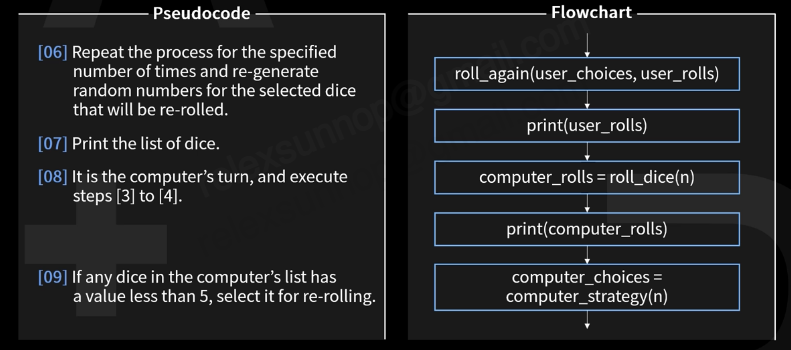 Pseudocode
[06] Repeat the process for the specified
number of times and re-generate
random numbers for the selected dice
that will be re-rolled.
[07] Print the list of dice.
[08] It is the computer's turn, and execute
steps [3] to [4].
[09] If any dice in the computer's list has
a value less than 5, select it for re-rolling.
Flowchart
roll_again(user_choices, user_rolls)
print(user_rolls)
computer_rolls = roll_dice(n)
print(computer_rolls)
computer_choices =
computer_strategy(n)